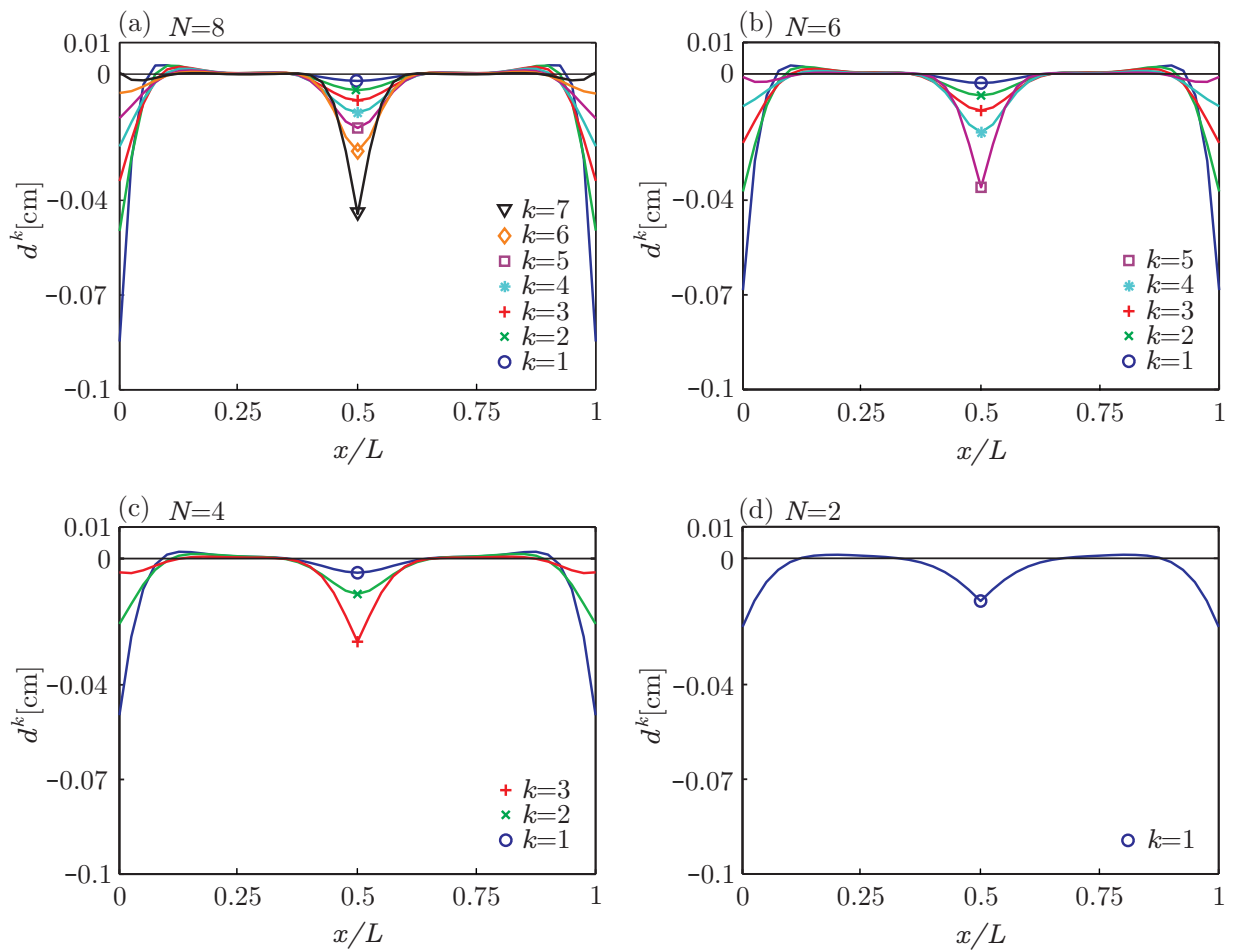 (a) N=8
0.01
0
−0.04
−0.07
−0.1
d^k[cm]
k=7
k=6
k=5
k=4
k=3
k=2
k=1
0 0.25 0.5 0.75 1
x/L
(b) N=6
0.01
0
−0.04
−0.07
−0.1
d^k[cm]
k=5
k=4
k=3
k=2
k=1
0 0.25 0.5 0.75 1
x/L
(c) N=4
0.01
0
−0.04
−0.07
−0.1
d^k[cm]
k=3
k=2
k=1
0 0.25 0.5 0.75 1
x/L
(d) N=2
0.01
0
−0.04
−0.07
−0.1
d^k[cm]
k=1
0 0.25 0.5 0.75 1
x/L